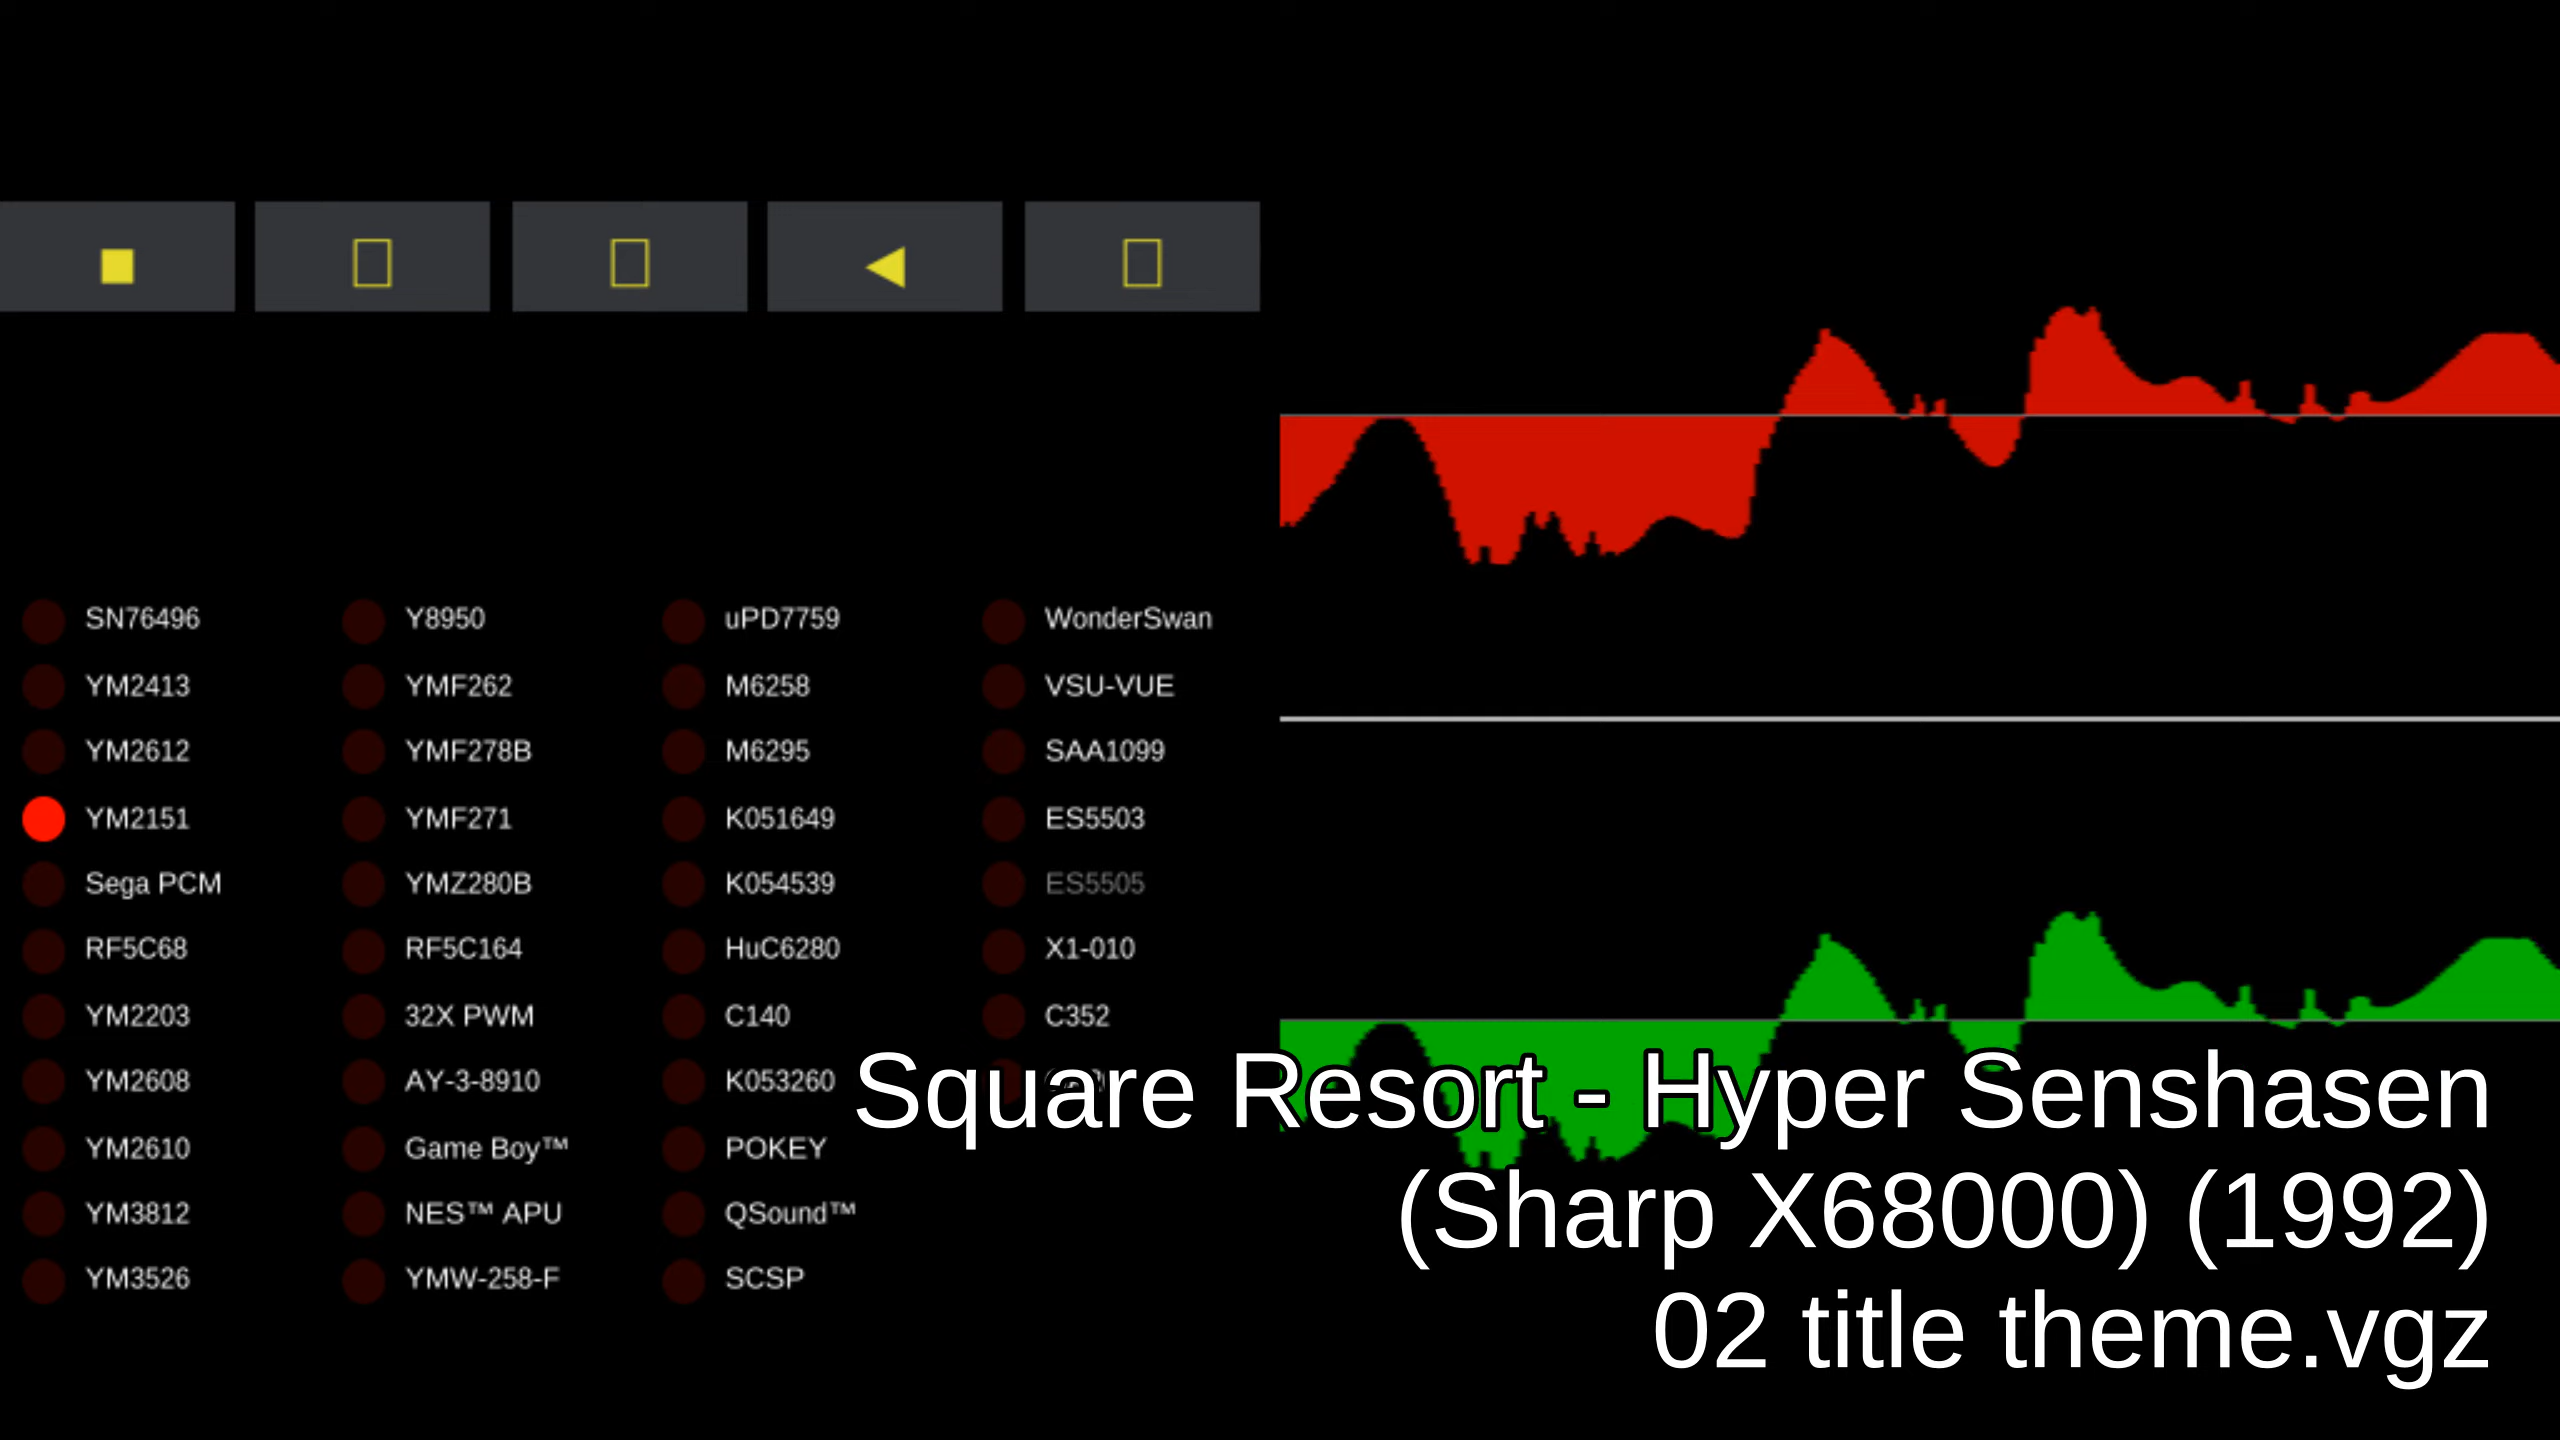 SN76496 Y8950 uPD7759 WonderSwan
YM2413 YMF262 M6258 VSU-VUE
YM2612 YMF278B M6295 SAA1099
YM2151 YMF271 K051649 ES5503
Sega PCM YMZ280B K054539 ES5505
RF5C68 RF5C164 HuC6280 X1-010
YM2203 32X PWM C140 C352
YM2608 AY-3-8910 K053260
YM2610 Game Boy™ POKEY
YM3812 NES™ APU QSound™
YM3526 YMW-258-F SCSP
Square Resort - Hyper Senshasen
(Sharp X68000) (1992)
02 title theme.vgz